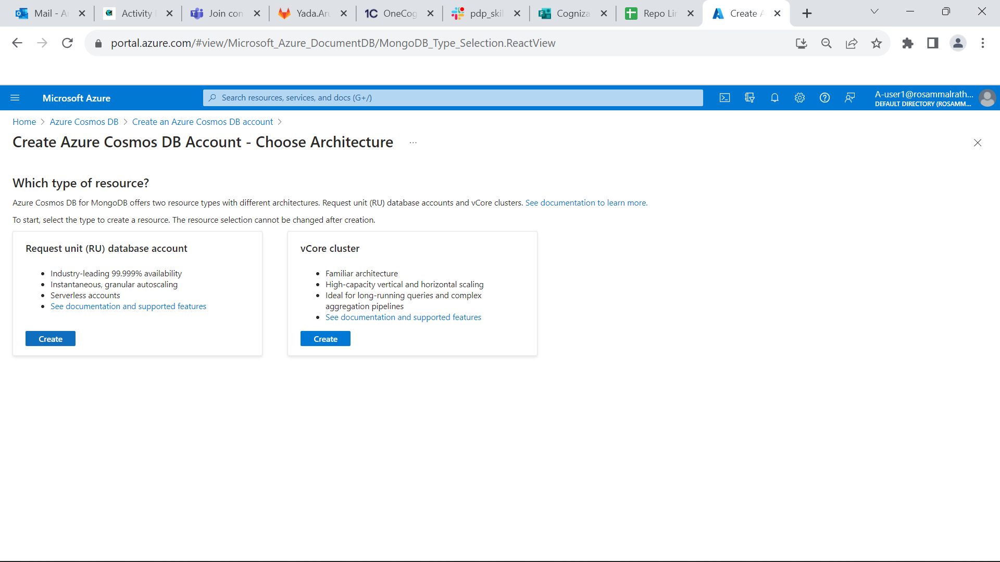 Mail - A
Activity
Join con
Yada.Aru
OneCog
pdp_skil
Cogniza
Repo Lin
Create A
portal.azure.com/#view/Microsoft_Azure_DocumentDB/MongoDB_Type_Selection.ReactView
Microsoft Azure
Search resources, services, and docs (G+/)
A-user1@rosammalrath...
DEFAULT DIRECTORY (ROSAMM...
Home > Azure Cosmos DB > Create an Azure Cosmos DB account >
Create Azure Cosmos DB Account - Choose Architecture ...
Which type of resource?
Azure Cosmos DB for MongoDB offers two resource types with different architectures. Request unit (RU) database accounts and vCore clusters. See documentation to learn more.
To start, select the type to create a resource. The resource selection cannot be changed after creation.
Request unit (RU) database account
• Industry-leading 99.999% availability
• Instantaneous, granular autoscaling
• Serverless accounts
• See documentation and supported features
Create
vCore cluster
• Familiar architecture
• High-capacity vertical and horizontal scaling
• Ideal for long-running queries and complex
aggregation pipelines
• See documentation and supported features
Create